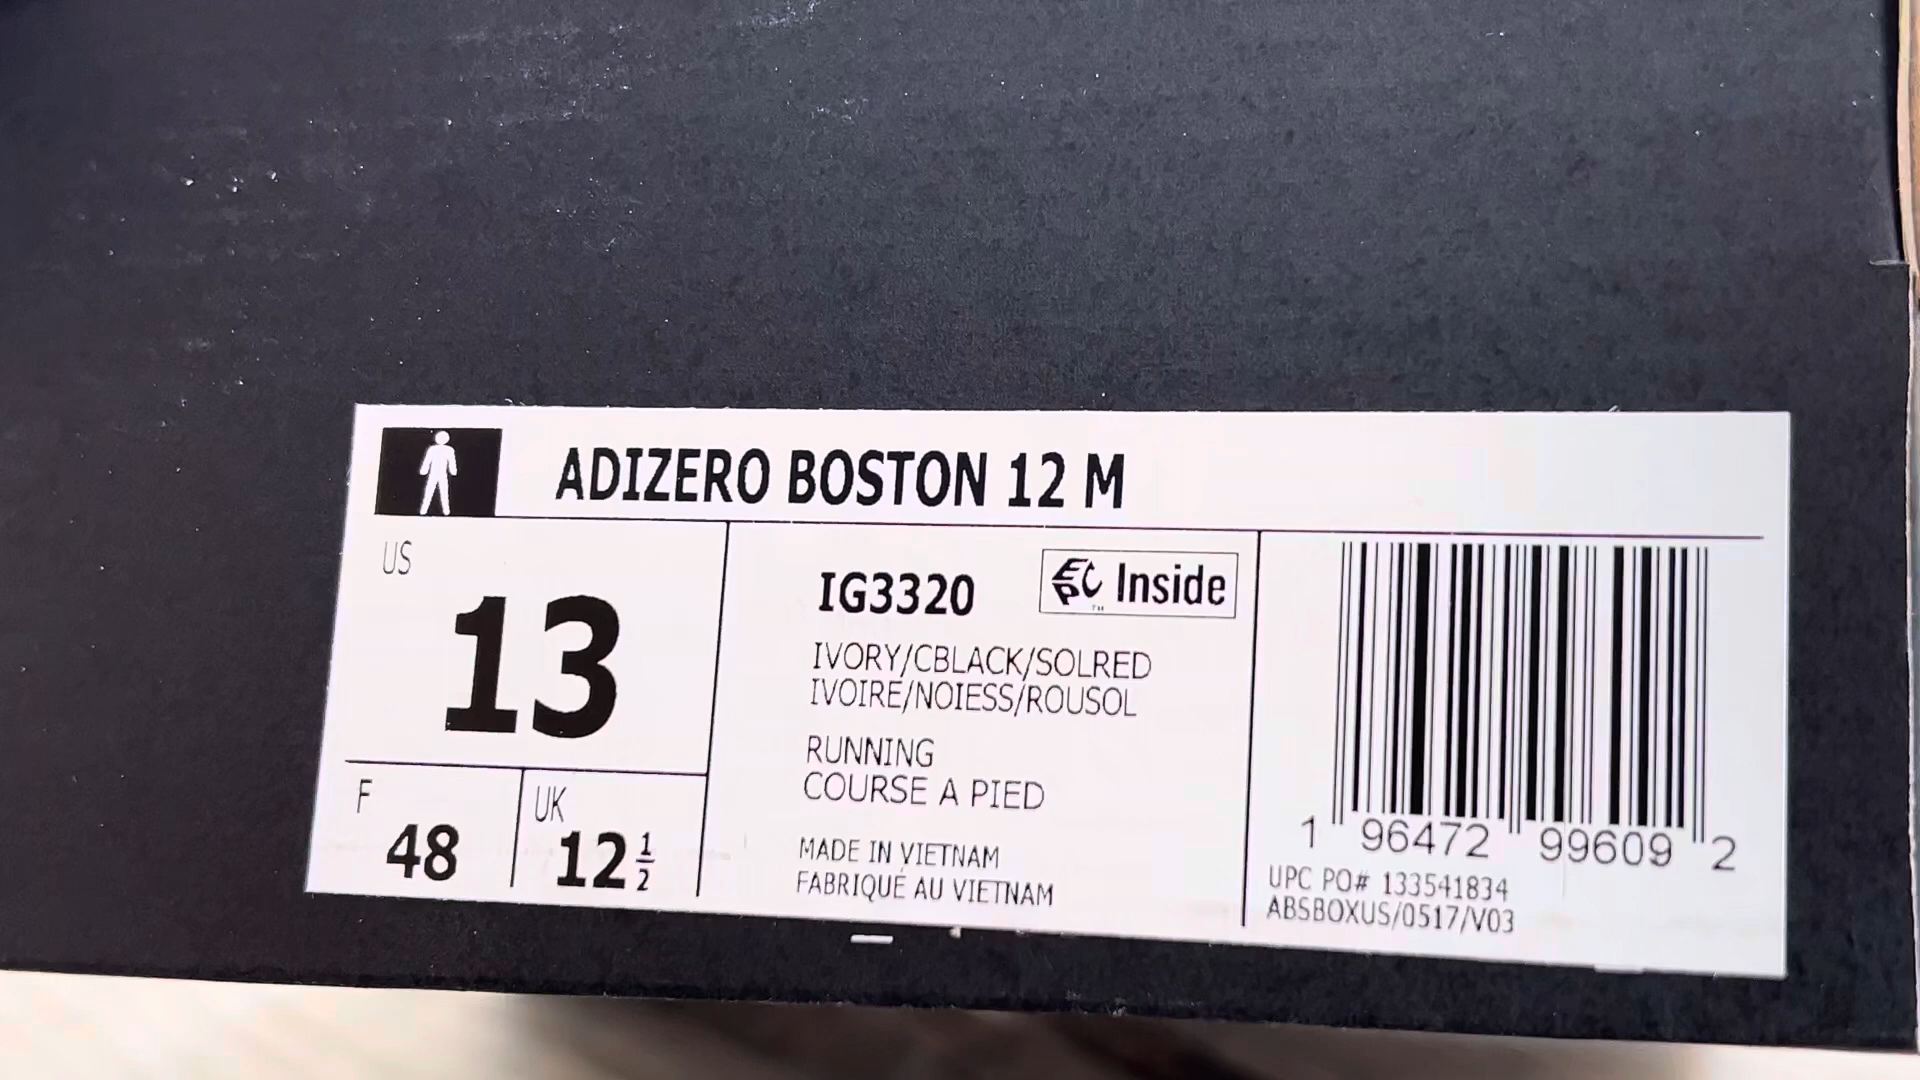 ADIZERO BOSTON 12 M
US
13
F
48
UK
12 1/2
IG3320
EPC™ Inside
IVORY/CBLACK/SOLRED
IVOIRE/NOIESS/ROUSOL
RUNNING
COURSE A PIED
MADE IN VIETNAM
FABRIQUÉ AU VIETNAM
1 96472 99609 2
UPC PO# 133541834
ABSBOXUS/0517/V03